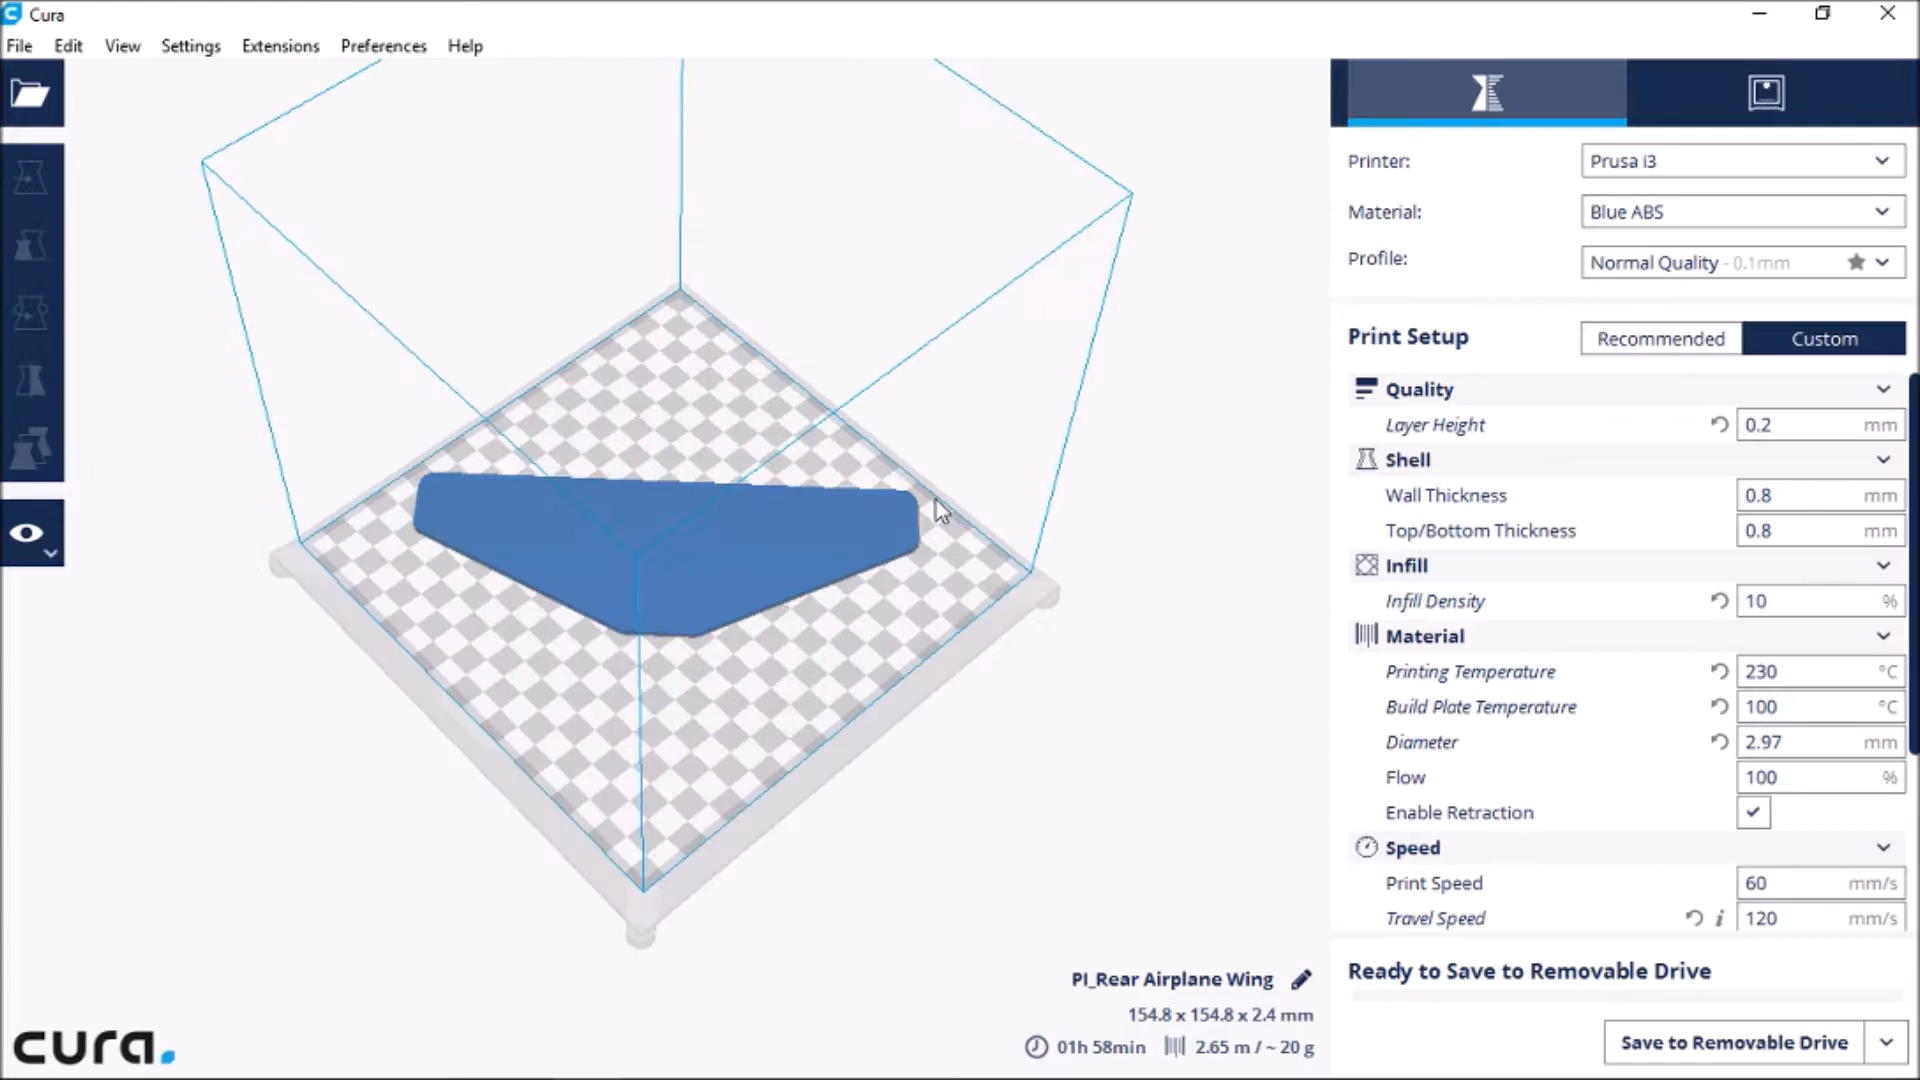 Cura
File Edit View Settings Extensions Preferences Help
Printer: Prusa i3
Material: Blue ABS
Profile: Normal Quality - 0.1mm
Print Setup Recommended Custom
Quality
Layer Height 0.2 mm
Shell
Wall Thickness 0.8 mm
Top/Bottom Thickness 0.8 mm
Infill
Infill Density 10 %
Material
Printing Temperature 230 °C
Build Plate Temperature 100 °C
Diameter 2.97 mm
Flow 100 %
Enable Retraction
Speed
Print Speed 60 mm/s
Travel Speed i 120 mm/s
PI_Rear Airplane Wing
154.8 x 154.8 x 2.4 mm
01h 58min 2.65 m / ~ 20 g
Ready to Save to Removable Drive
Save to Removable Drive
cura.